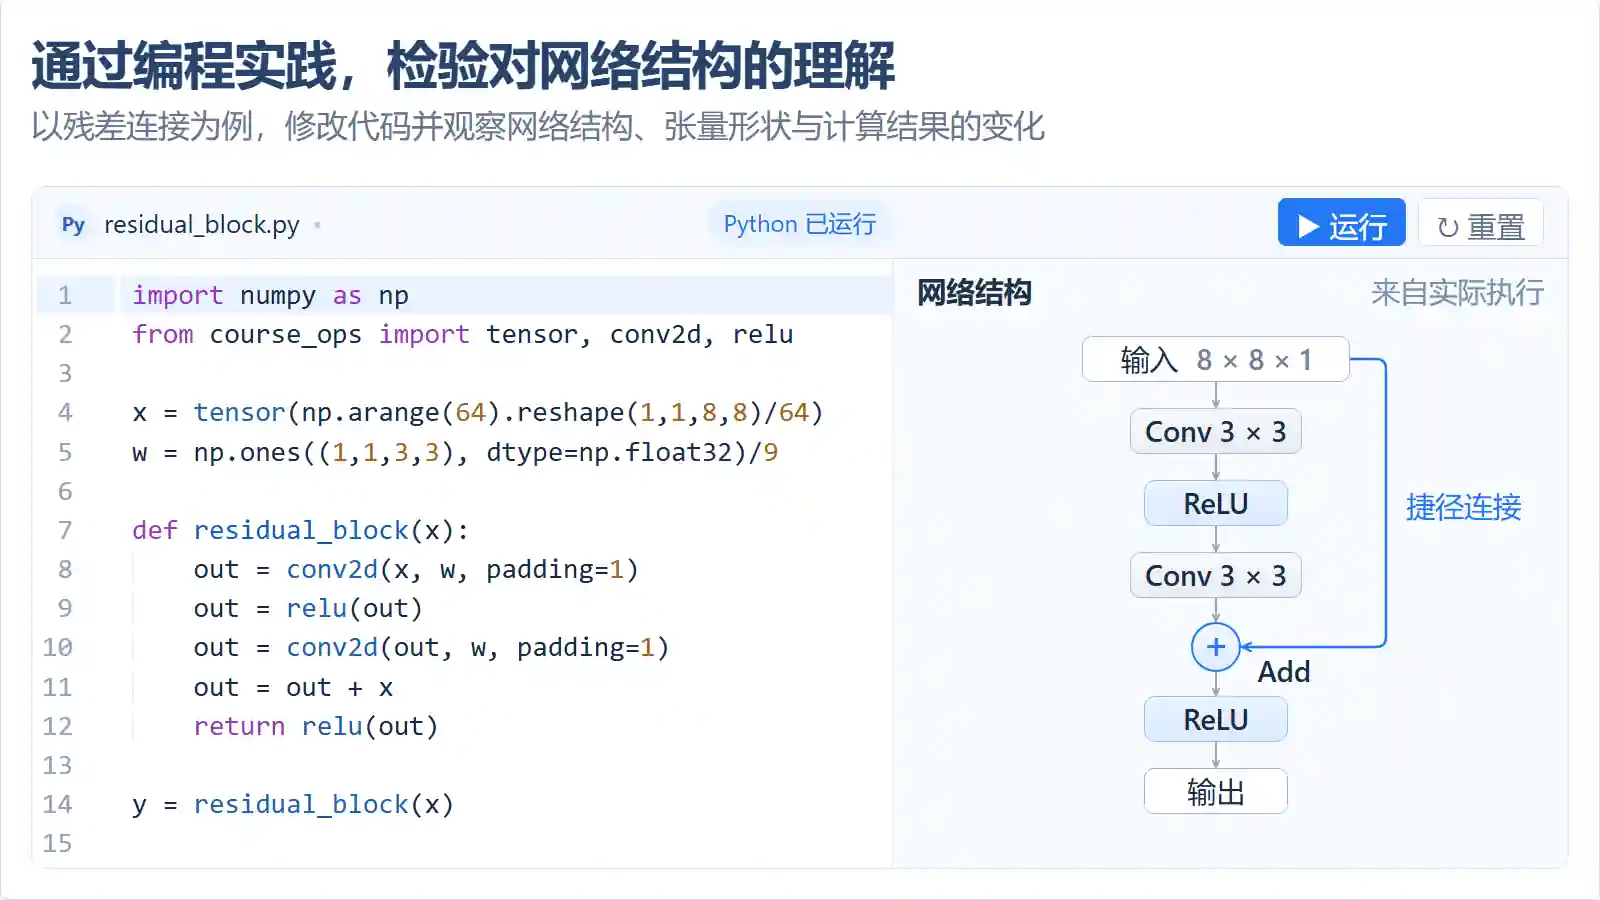 通过编程实践，检验对网络结构的理解
以残差连接为例，修改代码并观察网络结构、张量形状与计算结果的变化
Py residual_block.py
Python 已运行
▶ 运行
↻ 重置
1 import numpy as np
2 from course_ops import tensor, conv2d, relu
3
4 x = tensor(np.arange(64).reshape(1,1,8,8)/64)
5 w = np.ones((1,1,3,3), dtype=np.float32)/9
6
7 def residual_block(x):
8     out = conv2d(x, w, padding=1)
9     out = relu(out)
10     out = conv2d(out, w, padding=1)
11     out = out + x
12     return relu(out)
13
14 y = residual_block(x)
15
网络结构
来自实际执行
输入 8 × 8 × 1
Conv 3 × 3
ReLU
捷径连接
Conv 3 × 3
+
Add
ReLU
输出